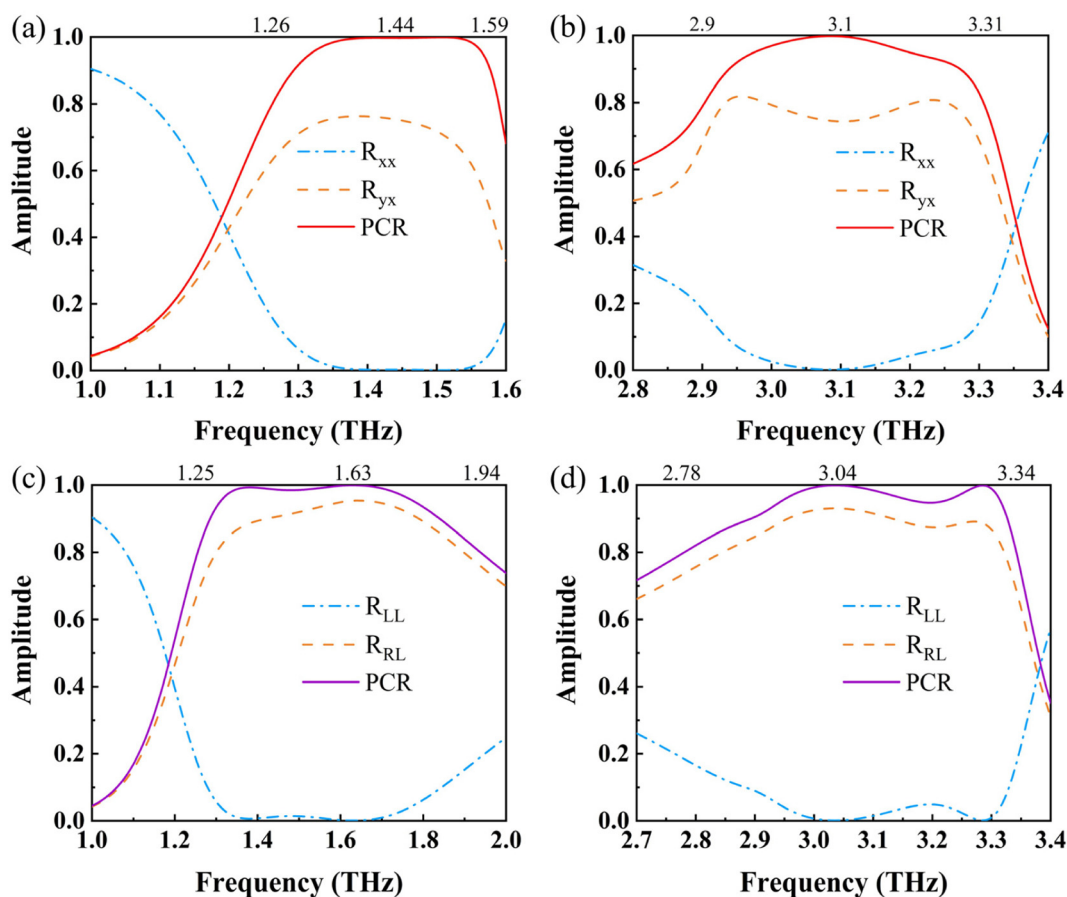 (a) 1.26 1.44 1.59
1.0
0.8
0.6
0.4
0.2
0.0
Amplitude
R_xx
R_yx
PCR
1.0 1.1 1.2 1.3 1.4 1.5 1.6
Frequency (THz)
(b) 2.9 3.1 3.31
1.0
0.8
0.6
0.4
0.2
0.0
Amplitude
R_xx
R_yx
PCR
2.8 2.9 3.0 3.1 3.2 3.3 3.4
Frequency (THz)
(c) 1.25 1.63 1.94
1.0
0.8
0.6
0.4
0.2
0.0
Amplitude
R_LL
R_RL
PCR
1.0 1.2 1.4 1.6 1.8 2.0
Frequency (THz)
(d) 2.78 3.04 3.34
1.0
0.8
0.6
0.4
0.2
0.0
Amplitude
R_LL
R_RL
PCR
2.7 2.8 2.9 3.0 3.1 3.2 3.3 3.4
Frequency (THz)